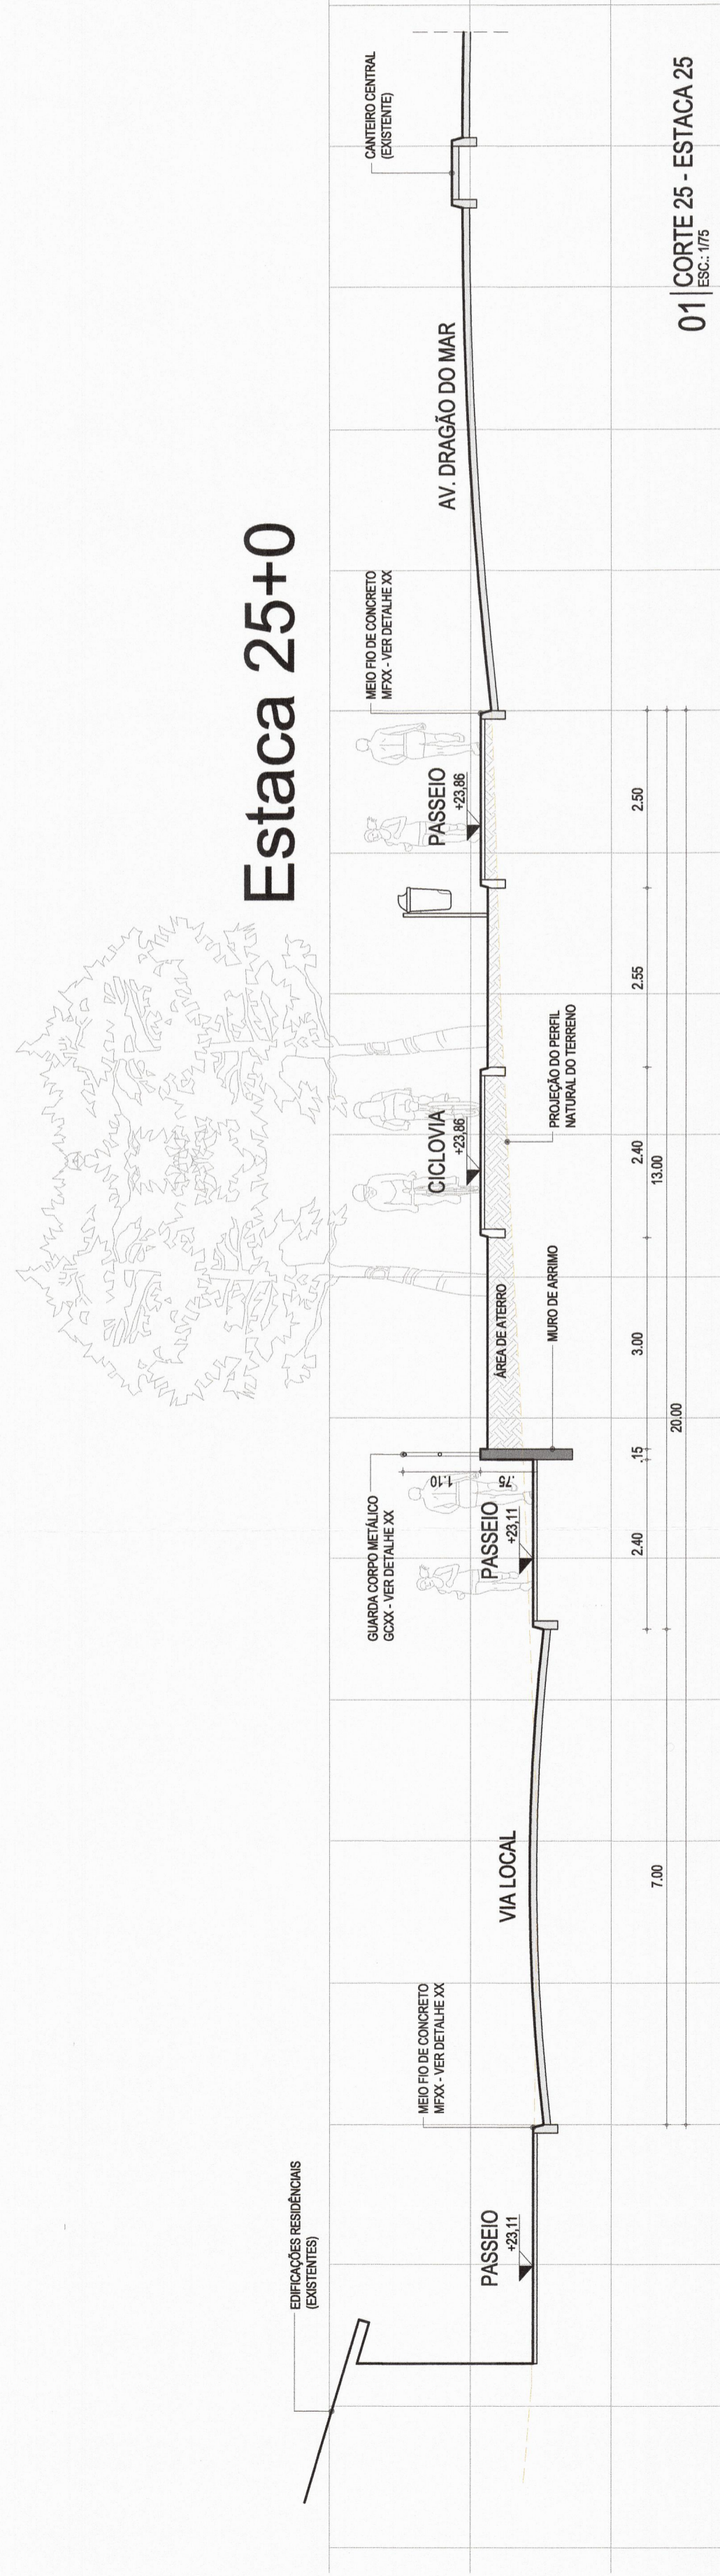 Estaca 25+0
EDIFICAÇÕES RESIDÊNCIAIS
(EXISTENTES)
PASSEIO
+23,11
MEIO FIO DE CONCRETO
MFXX - VER DETALHE XX
VIA LOCAL
GUARDA CORPO METÁLICO
GCXX - VER DETALHE XX
PASSEIO
+23,11
1.10
.75
ÁREA DE ATERRO
MURO DE ARRIMO
CICLOVIA
+23,86
PROJEÇÃO DO PERFIL
NATURAL DO TERRENO
PASSEIO
+23,86
MEIO FIO DE CONCRETO
MFXX - VER DETALHE XX
AV. DRAGÃO DO MAR
CANTEIRO CENTRAL
(EXISTENTE)
2.40
.15
3.00
2.40
2.55
2.50
7.00
13.00
20.00
01
CORTE 25 - ESTACA 25
ESC.: 1/75